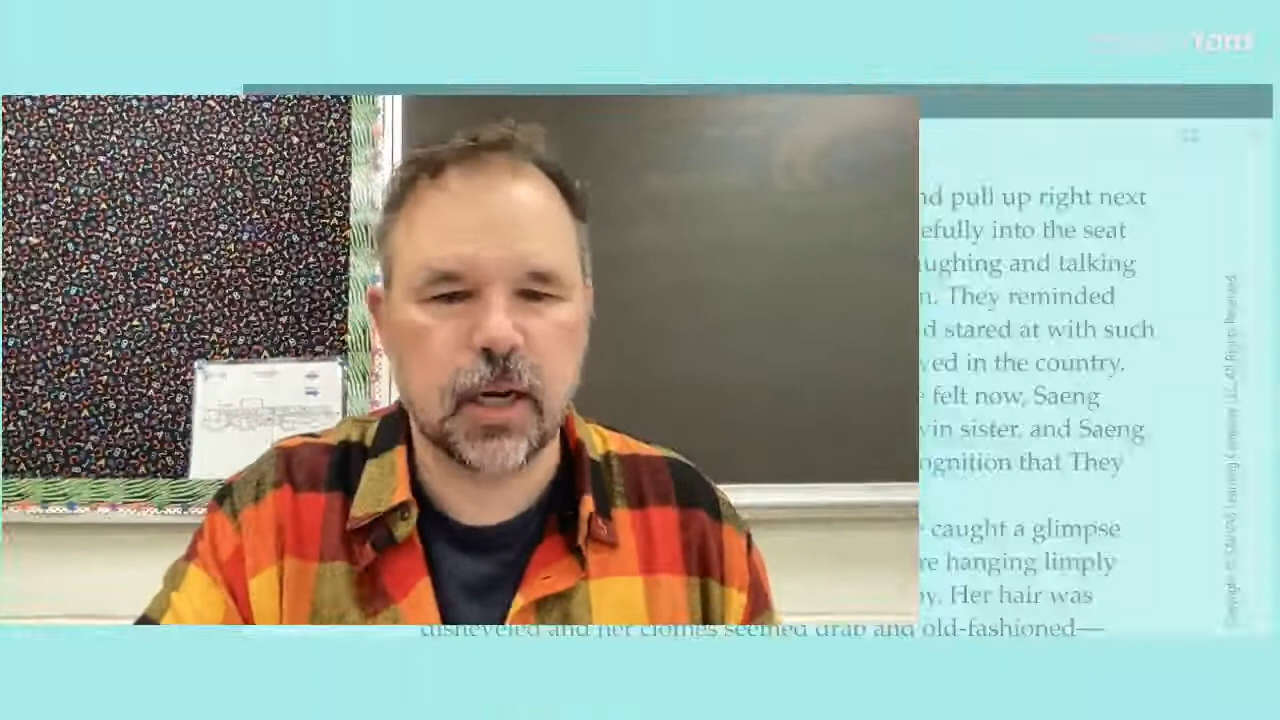 nd pull up right next
efully into the seat
ughing and talking
n. They reminded
d stared at with such
ved in the country.
felt now, Saeng
in sister, and Saeng
ognition that They
caught a glimpse
re hanging limply
y. Her hair was
disheveled and her clothes seemed drab and old-fashioned—